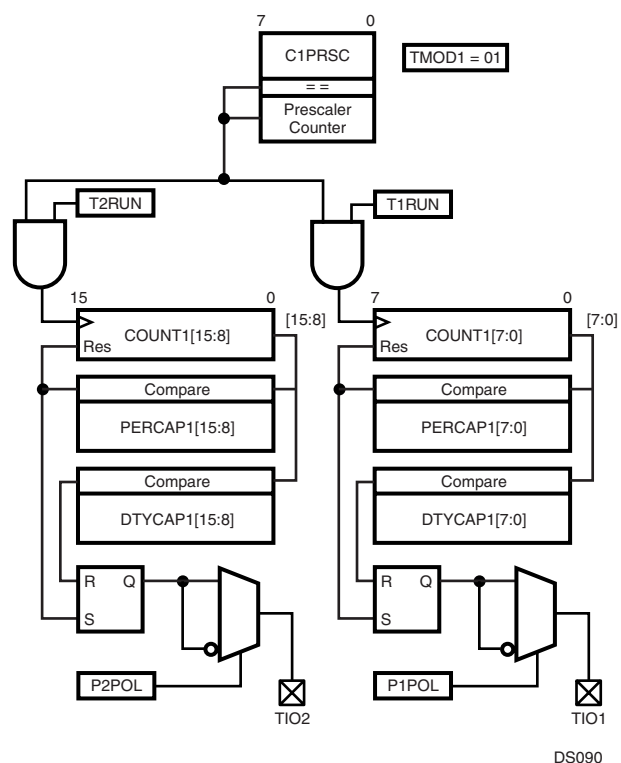 7 0
C1PRSC
TMOD1 = 01
= =
Prescaler
Counter
T2RUN
T1RUN
15 0
[15:8]
7 0
[7:0]
COUNT1[15:8]
Res
COUNT1[7:0]
Res
Compare
PERCAP1[15:8]
Compare
PERCAP1[7:0]
Compare
DTYCAP1[15:8]
Compare
DTYCAP1[7:0]
R Q
S
R Q
S
P2POL
P1POL
TIO2
TIO1
DS090